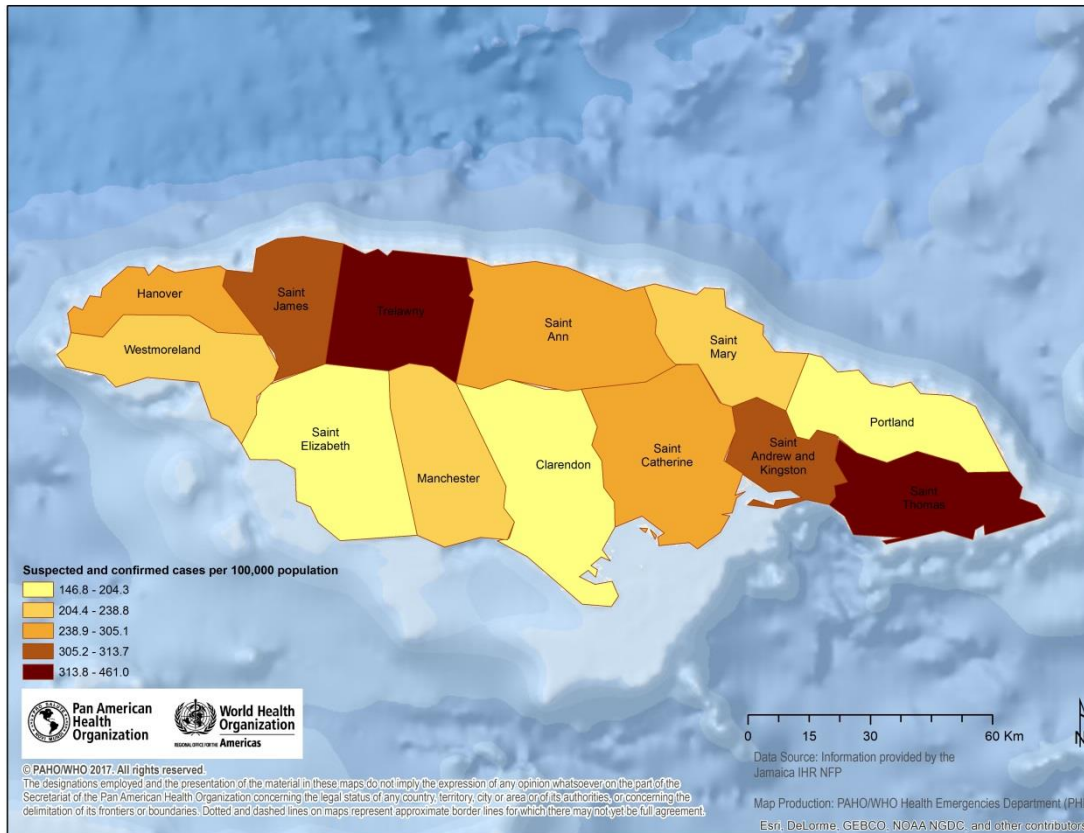 Hanover
Saint
James
Trelawny
Saint
Ann
Saint
Mary
Westmoreland
Portland
Saint
Elizabeth
Manchester
Clarendon
Saint
Catherine
Saint
Andrew and
Kingston
Saint
Thomas
Suspected and confirmed cases per 100,000 population
146.8 - 204.3
204.4 - 238.8
238.9 - 305.1
305.2 - 313.7
313.8 - 461.0
Pan American
Health
Organization
World Health
Organization
REGIONAL OFFICE FOR THE Americas
0 15 30 60 Km
Data Source: Information provided by the
Jamaica IHR NFP
© PAHO/WHO 2017. All rights reserved.
The designations employed and the presentation of the material in these maps do not imply the expression of any opinion whatsoever on the part of the
Secretariat of the Pan American Health Organization concerning the legal status of any country, territory, city or area or of its authorities, or concerning the
delimitation of its frontiers or boundaries. Dotted and dashed lines on maps represent approximate border lines for which there may not yet be full agreement.
Map Production: PAHO/WHO Health Emergencies Department (PHE
Esri, DeLorme, GEBCO, NOAA NGDC, and other contributors